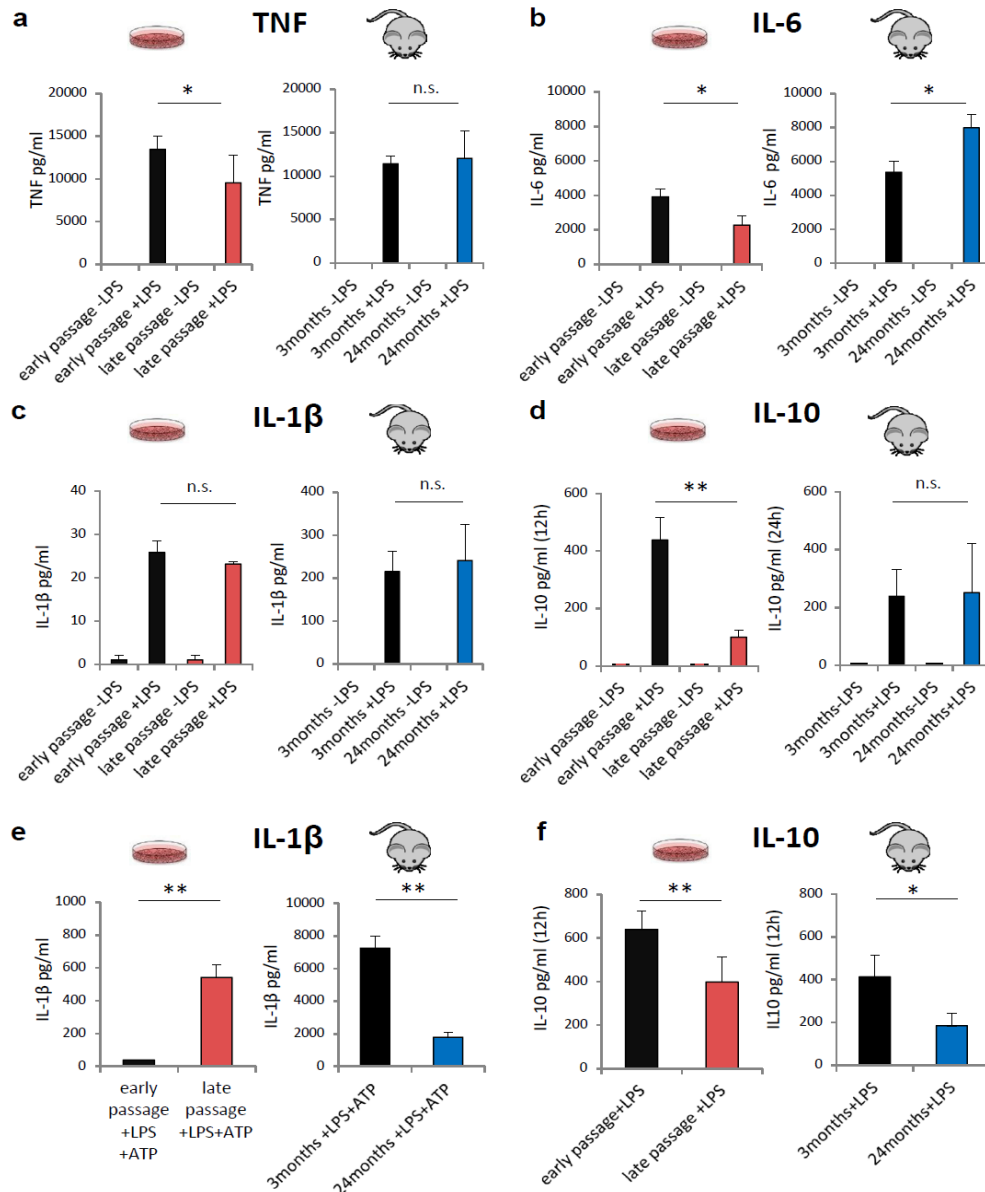 a
TNF
TNF pg/ml
20000
15000
10000
5000
0
*
early passage -LPS
early passage +LPS
late passage -LPS
late passage +LPS
TNF pg/ml
20000
15000
10000
5000
0
n.s.
3months -LPS
3months +LPS
24months -LPS
24months +LPS
b
IL-6
IL-6 pg/ml
10000
8000
6000
4000
2000
0
*
early passage -LPS
early passage +LPS
late passage -LPS
late passage +LPS
IL-6 pg/ml
10000
8000
6000
4000
2000
0
*
3months -LPS
3months +LPS
24months -LPS
24months +LPS
c
IL-1β
IL-1β pg/ml
40
30
20
10
0
n.s.
early passage -LPS
early passage +LPS
late passage -LPS
late passage +LPS
IL-1β pg/ml
400
300
200
100
0
n.s.
3months -LPS
3months +LPS
24months -LPS
24months +LPS
d
IL-10
IL-10 pg/ml (12h)
600
400
200
0
**
early passage -LPS
early passage +LPS
late passage -LPS
late passage +LPS
IL-10 pg/ml (24h)
600
400
200
0
n.s.
3months-LPS
3months+LPS
24months-LPS
24months+LPS
e
IL-1β
IL-1β pg/ml
1000
800
600
400
200
0
**
early
passage
+LPS
+ATP
late
passage
+LPS+ATP
IL-1β pg/ml
10000
8000
6000
4000
2000
0
**
3months +LPS+ATP
24months +LPS+ATP
f
IL-10
IL-10 pg/ml (12h)
800
600
400
200
0
**
early passage+LPS
late passage +LPS
IL10 pg/ml (12h)
800
600
400
200
0
*
3months+LPS
24months+LPS